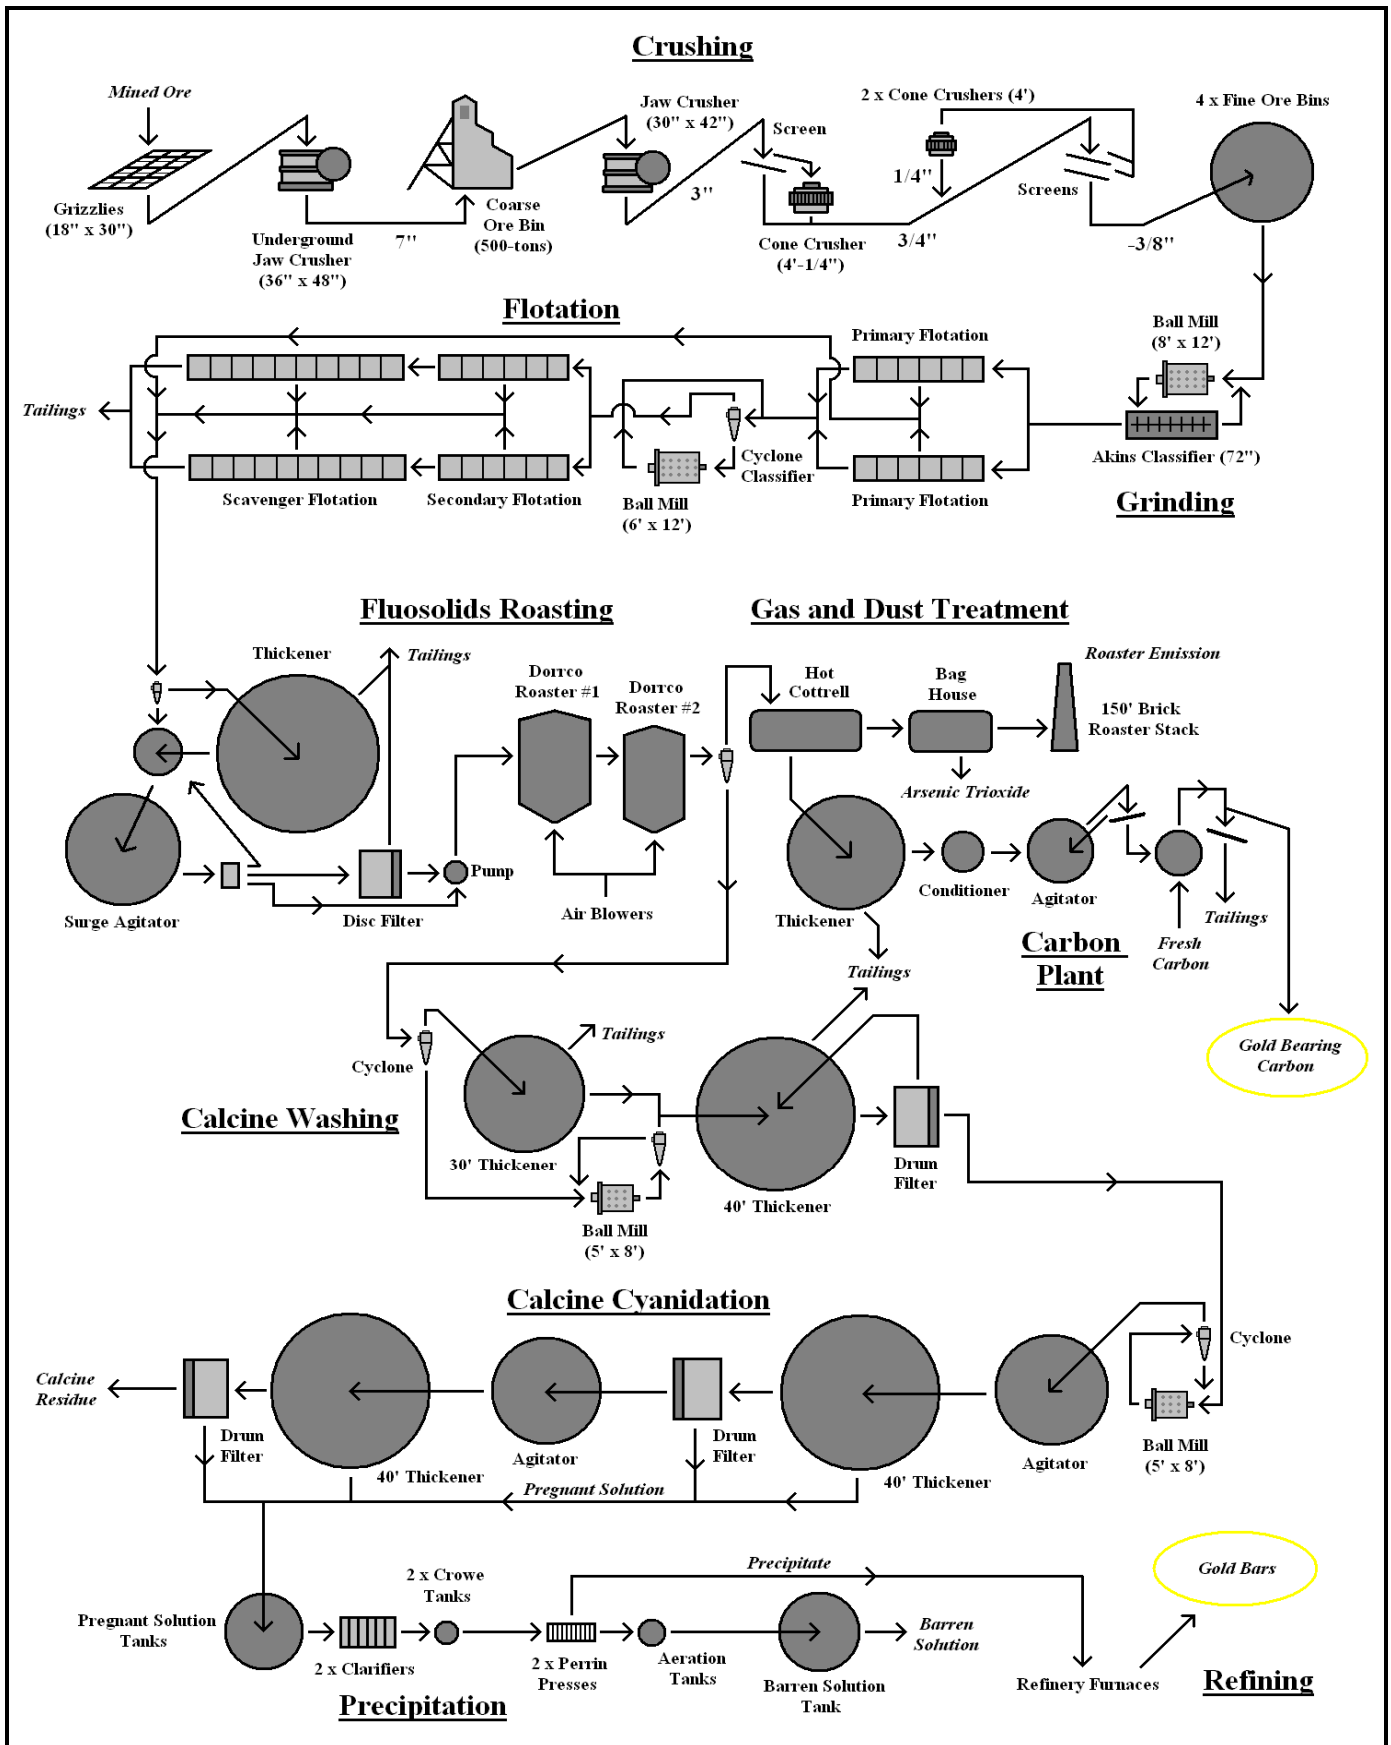 Crushing
Mined Ore
Grizzlies
(18" x 30")
Underground
Jaw Crusher
(36" x 48")
7"
Coarse
Ore Bin
(500-tons)
Jaw Crusher
(30" x 42")
3"
Screen
Cone Crusher
(4'-1/4")
2 x Cone Crushers (4')
1/4"
3/4"
Screens
-3/8"
4 x Fine Ore Bins
Flotation
Primary Flotation
Ball Mill
(8' x 12')
Tailings
Akins Classifier (72")
Cyclone
Classifier
Scavenger Flotation
Secondary Flotation
Ball Mill
(6' x 12')
Primary Flotation
Grinding
Fluosolids Roasting
Gas and Dust Treatment
Thickener
Tailings
Dorrco
Roaster #1
Dorrco
Roaster #2
Hot
Cottrell
Bag
House
Roaster Emission
150' Brick
Roaster Stack
Arsenic Trioxide
Pump
Surge Agitator
Disc Filter
Air Blowers
Thickener
Conditioner
Agitator
Tailings
Carbon
Plant
Fresh
Carbon
Tailings
Gold Bearing
Carbon
Cyclone
Tailings
Calcine Washing
30' Thickener
Ball Mill
(5' x 8')
40' Thickener
Drum
Filter
Calcine Cyanidation
Cyclone
Calcine
Residue
Drum
Filter
40' Thickener
Agitator
Drum
Filter
40' Thickener
Agitator
Ball Mill
(5' x 8')
Pregnant Solution
Precipitate
Gold Bars
Pregnant Solution
Tanks
2 x Clarifiers
2 x Crowe
Tanks
2 x Perrin
Presses
Aeration
Tanks
Barren Solution
Tank
Barren
Solution
Refinery Furnaces
Refining
Precipitation